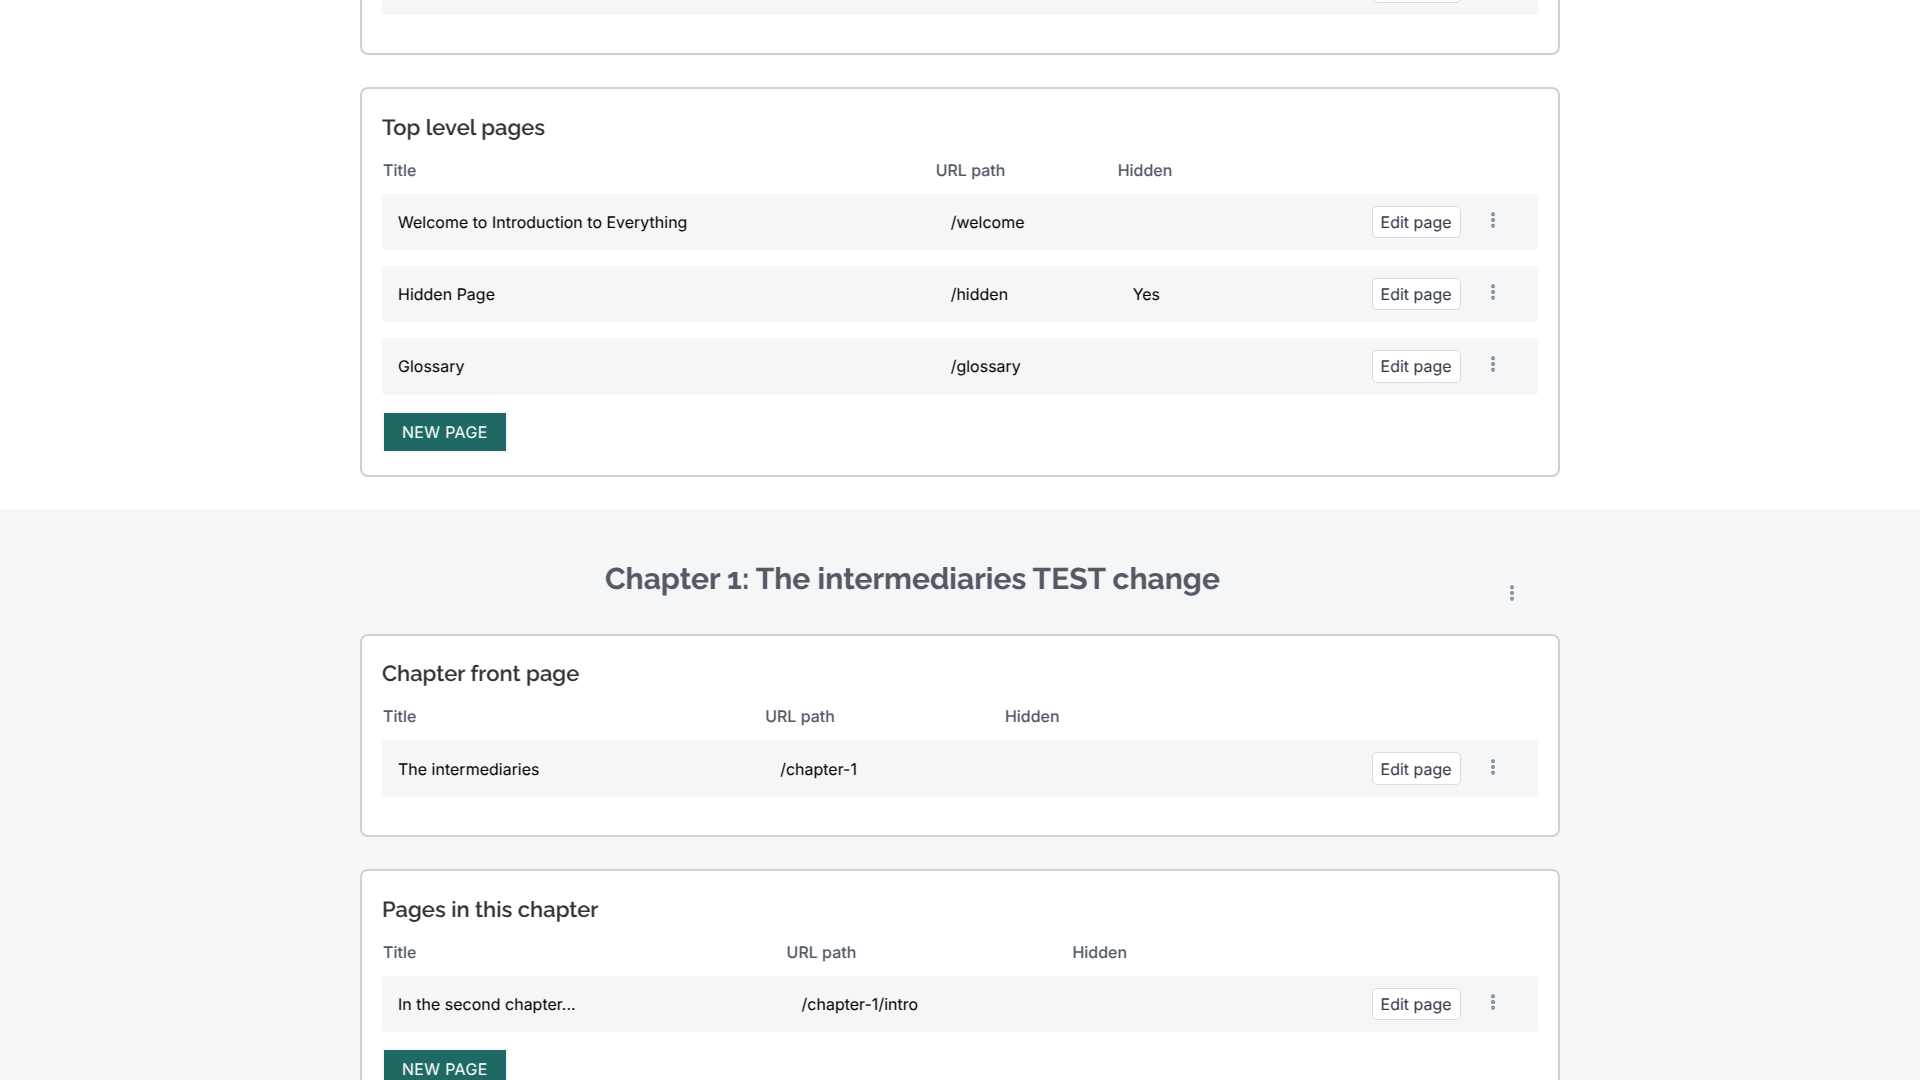 Top level pages
Title URL path Hidden
Welcome to Introduction to Everything /welcome Edit page
Hidden Page /hidden Yes Edit page
Glossary /glossary Edit page
NEW PAGE
Chapter 1: The intermediaries TEST change
Chapter front page
Title URL path Hidden
The intermediaries /chapter-1 Edit page
Pages in this chapter
Title URL path Hidden
In the second chapter... /chapter-1/intro Edit page
NEW PAGE